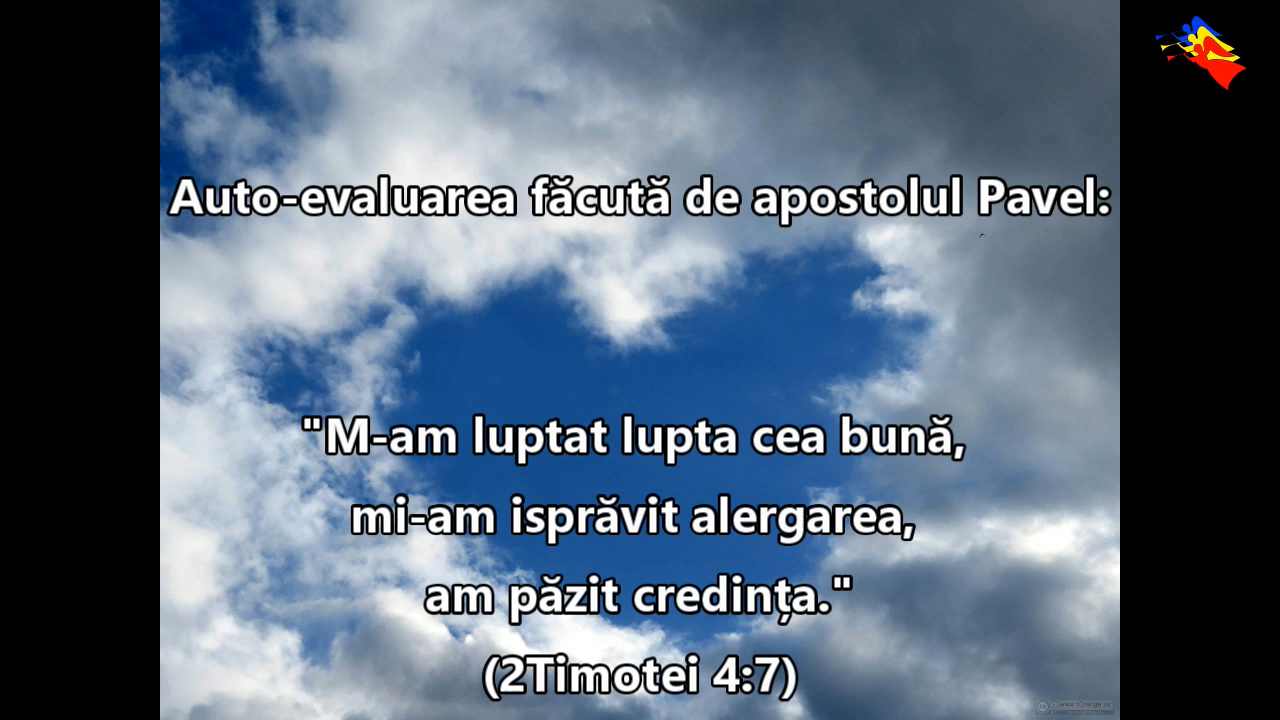 Auto-evaluarea făcută de apostolul Pavel:
"M-am luptat lupta cea bună,
mi-am isprăvit alergarea,
am păzit credința."
(2Timotei 4:7)